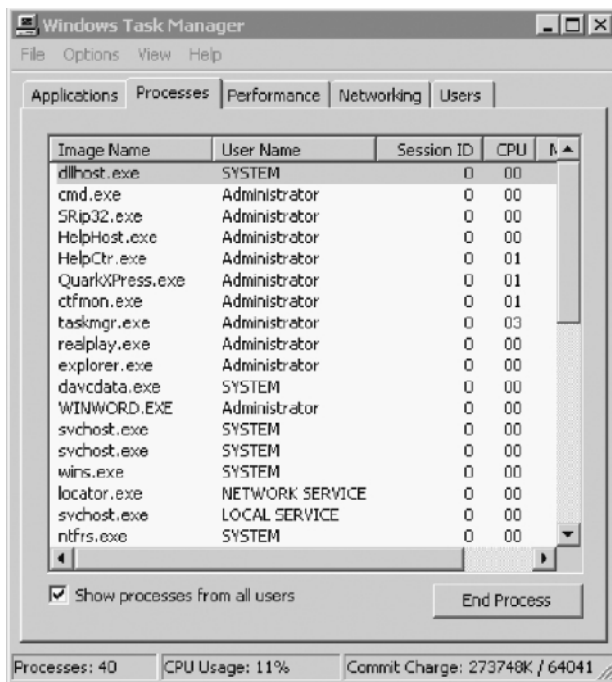 Windows Task Manager
File Options View Help
Applications Processes Performance Networking Users
Image Name User Name Session ID CPU
dllhost.exe SYSTEM 0 00
cmd.exe Administrator 0 00
SRip32.exe Administrator 0 00
HelpHost.exe Administrator 0 00
HelpCtr.exe Administrator 0 01
QuarkXPress.exe Administrator 0 01
ctfmon.exe Administrator 0 01
taskmgr.exe Administrator 0 03
realplay.exe Administrator 0 00
explorer.exe Administrator 0 00
davcdata.exe SYSTEM 0 00
WINWORD.EXE Administrator 0 00
svchost.exe SYSTEM 0 00
svchost.exe SYSTEM 0 00
wins.exe SYSTEM 0 00
locator.exe NETWORK SERVICE 0 00
svchost.exe LOCAL SERVICE 0 00
ntfrs.exe SYSTEM 0 00
Show processes from all users
End Process
Processes: 40 CPU Usage: 11% Commit Charge: 273748K / 64041